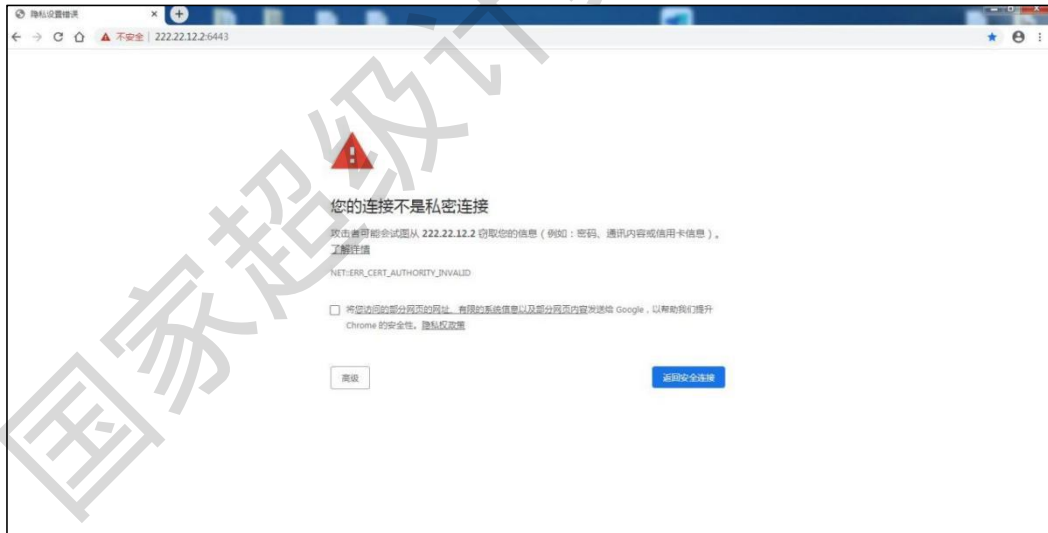 隐私设置错误
不安全 | 222.22.12.2:6443
您的连接不是私密连接
攻击者可能会试图从 222.22.12.2 窃取您的信息（例如：密码、通讯内容或信用卡信息）。
了解详情
NET::ERR_CERT_AUTHORITY_INVALID
将您访问的部分网页的网址、有限的系统信息以及部分网页内容发送给 Google，以帮助我们提升
Chrome 的安全性。隐私权政策
高级
返回安全连接
国家超级计